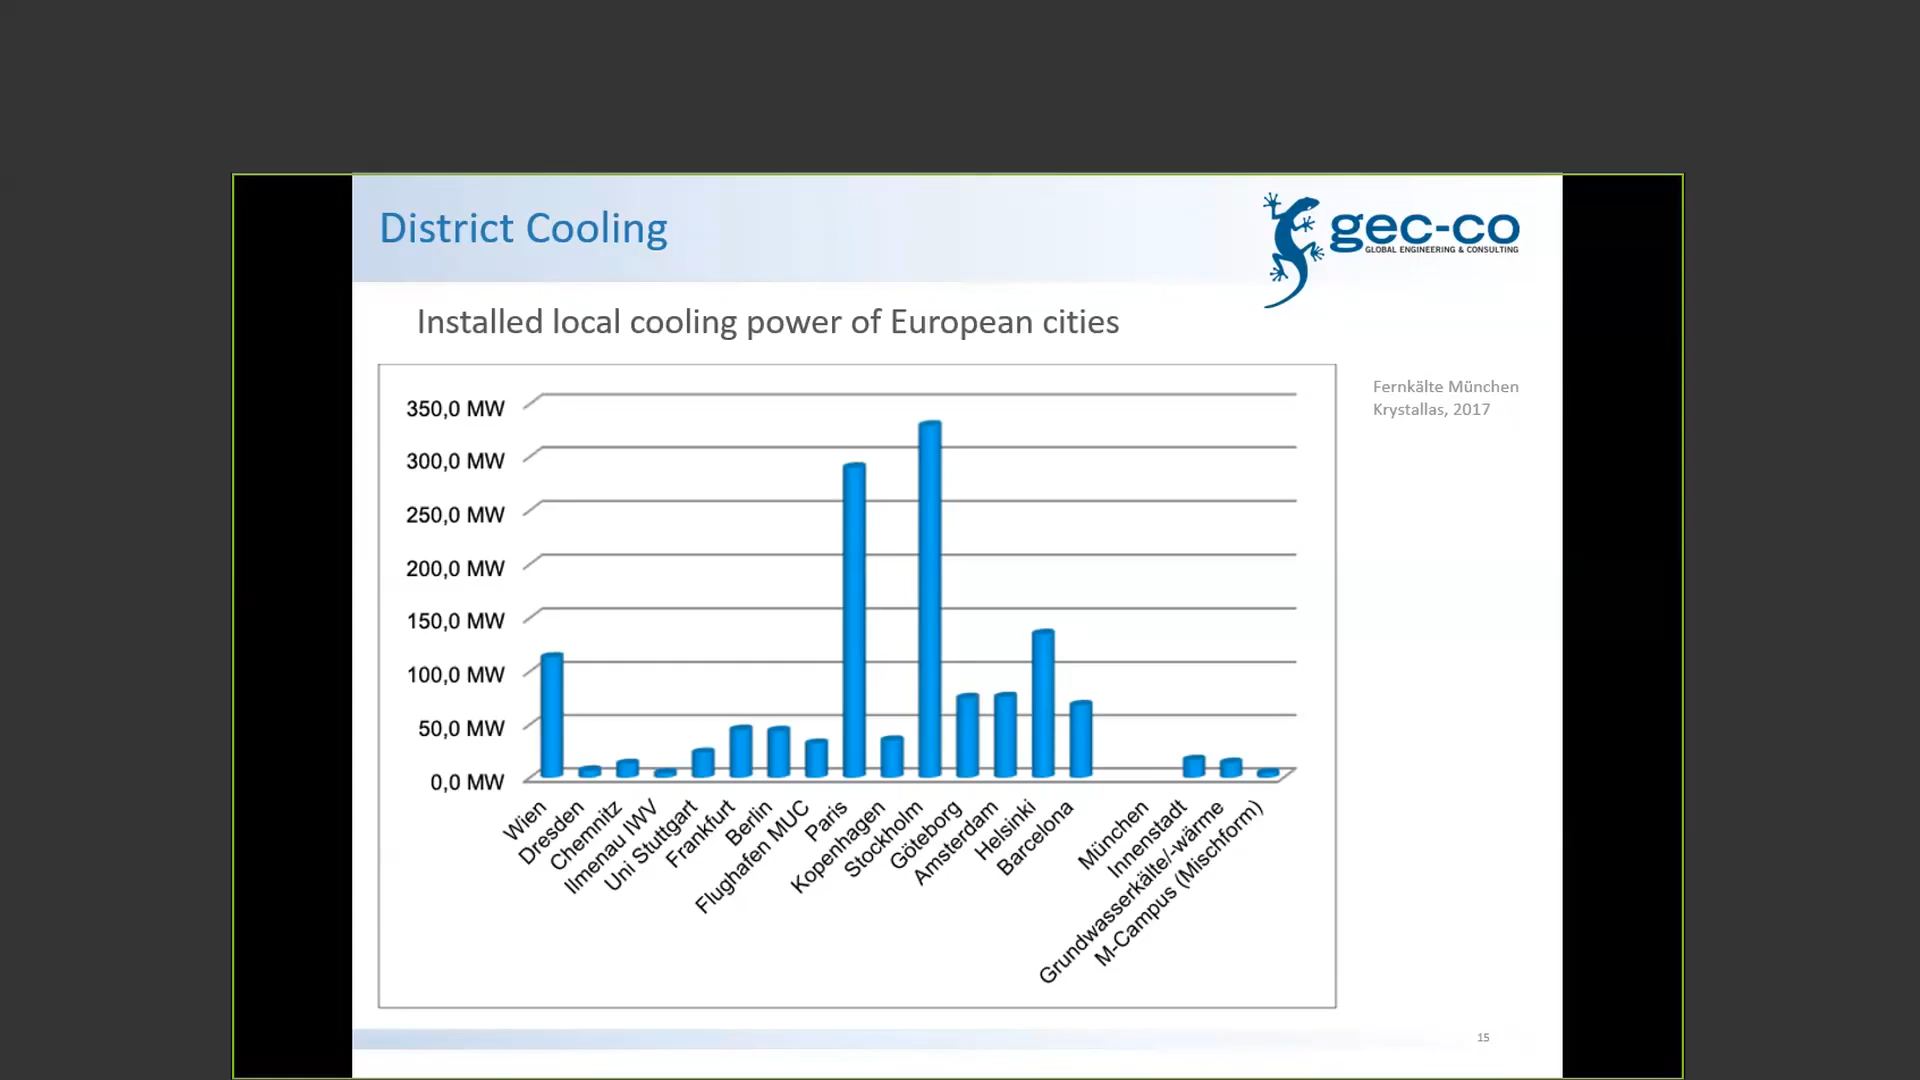 District Cooling
gec-co
GLOBAL ENGINEERING & CONSULTING
Installed local cooling power of European cities
Fernkälte München
Krystallas, 2017
350,0 MW
300,0 MW
250,0 MW
200,0 MW
150,0 MW
100,0 MW
50,0 MW
0,0 MW
Wien
Dresden
Chemnitz
Ilmenau IWV
Uni Stuttgart
Frankfurt
Berlin
Flughafen MUC
Paris
Kopenhagen
Stockholm
Göteborg
Amsterdam
Helsinki
Barcelona
München
Innenstadt
Grundwasserkälte/-wärme
M-Campus (Mischform)
15